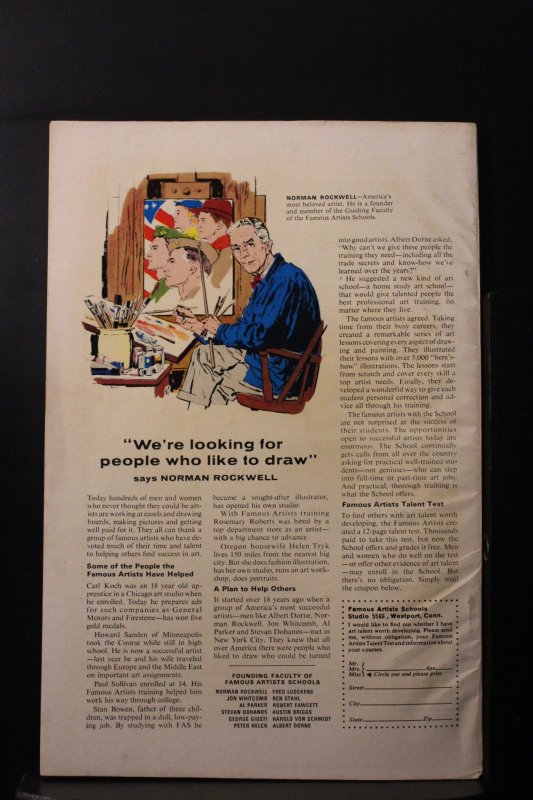 NORMAN ROCKWELL—America's
most beloved artist. He is a founder
and member of the Guiding Faculty
of the Famous Artists Schools.
"We're looking for
people who like to draw"
says NORMAN ROCKWELL
Today hundreds of men and women
who never thought they could be art-
ists are working at easels and drawing
boards, making pictures and getting
well paid for it. They all can thank a
group of famous artists who have de-
voted much of their time and talent
to helping others find success in art.
Some of the People the
Famous Artists Have Helped
Carl Koch was an 18 year old ap-
prentice in a Chicago art studio when
he enrolled. Today he prepares ads
for such companies as General
Motors and Firestone—has won five
gold medals.
Howard Sanden of Minneapolis
took the Course while still in high
school. He is now a successful artist
—last year he and his wife traveled
through Europe and the Middle East
on important art assignments.
Paul Sullivan enrolled at 14. His
Famous Artists training helped him
work his way through college.
Stan Bowen, father of three chil-
dren, was trapped in a dull, low-pay-
ing, job. By studying with FAS he
became a sought-after illustrator,
has opened his own studio.
With Famous Artists training
Rosemary Roberts was hired by a
top department store as an artist—
with a big chance to advance.
Oregon housewife Helen Tryk
lives 150 miles from the nearest big
city. But she does fashion illustration,
has her own studio, runs an art work-
shop, does portraits.
A Plan to Help Others
It started over 18 years ago when a
group of America's most successful
artists—men like Albert Dorne, Nor-
man Rockwell, Jon Whitcomb, Al
Parker and Stevan Dohanos—met in
New York City. They knew that all
over America there were people who
liked to draw who could be turned
into good artists. Albert Dorne asked,
"Why can't we give these people the
training they need—including all the
trade secrets and know-how we've
learned over the years?"
He suggested a new kind of art
school—a home study art school—
that would give talented people the
best professional art training, no
matter where they live.
The famous artists agreed. Taking
time from their busy careers, they
created a remarkable series of art
lessons covering every aspect of draw-
ing and painting. They illustrated
their lessons with over 5,000 "here's-
how" illustrations. The lessons start
from scratch and cover every skill a
top artist needs. Finally, they de-
veloped a wonderful way to give each
student personal correction and ad-
vice all through his training.
The famous artists with the School
are not surprised at the success of
their students. The opportunities
open to successful artists today are
enormous. The School continually
gets calls from all over the country
asking for practical well-trained stu-
dents—not geniuses—who can step
into full-time or part-time art jobs.
And practical, thorough training is
what the School offers.
Famous Artists Talent Test
To find others with art talent worth
developing, the Famous Artists cre-
ated a 12-page talent test. Thousands
paid to take this test, but now the
School offers and grades it free. Men
and women who do well on the test
—or offer other evidence of art talent
—may enroll in the School. But
there's no obligation. Simply mail
the coupon below.
FOUNDING FACULTY OF
FAMOUS ARTISTS SCHOOLS
NORMAN ROCKWELL FRED LUDEKENS
JON WHITCOMB BEN STAHL
AL PARKER ROBERT FAWCETT
STEVAN DOHANOS AUSTIN BRIGGS
GEORGE GIUSTI HAROLD VON SCHMIDT
PETER HELCK ALBERT DORNE
Famous Artists Schools
Studio 5566, Westport, Conn.
I would like to find out whether I have
art talent worth developing. Please send
me, without obligation, your Famous
Artists Talent Test and information about
your courses.
Mr.
Mrs. Age
Miss Circle one and please print
Street
City
State Zip